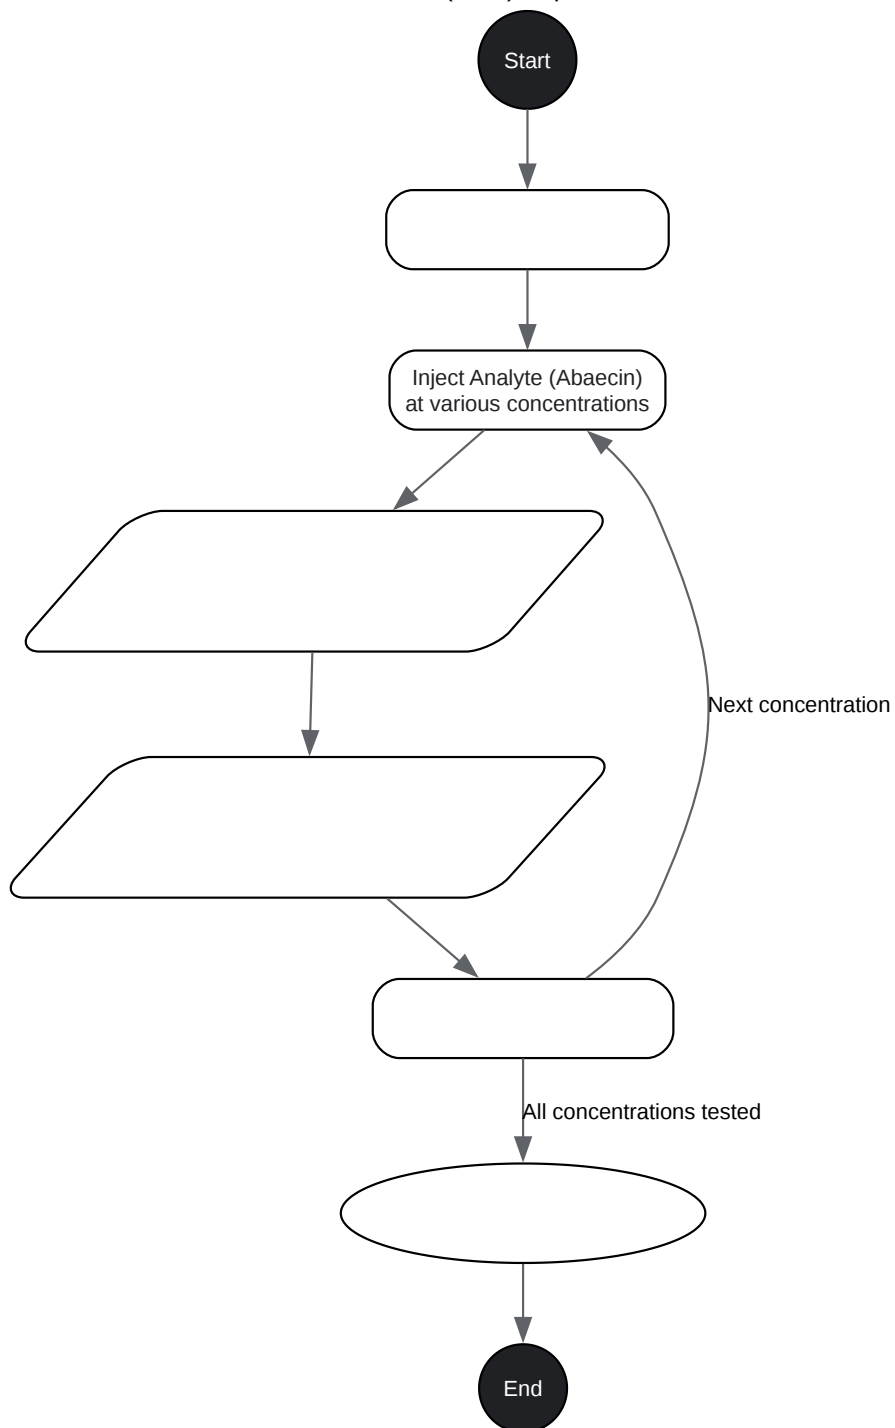 Start
Inject Analyte (Abaecin)
at various concentrations
Next concentration
All concentrations tested
End